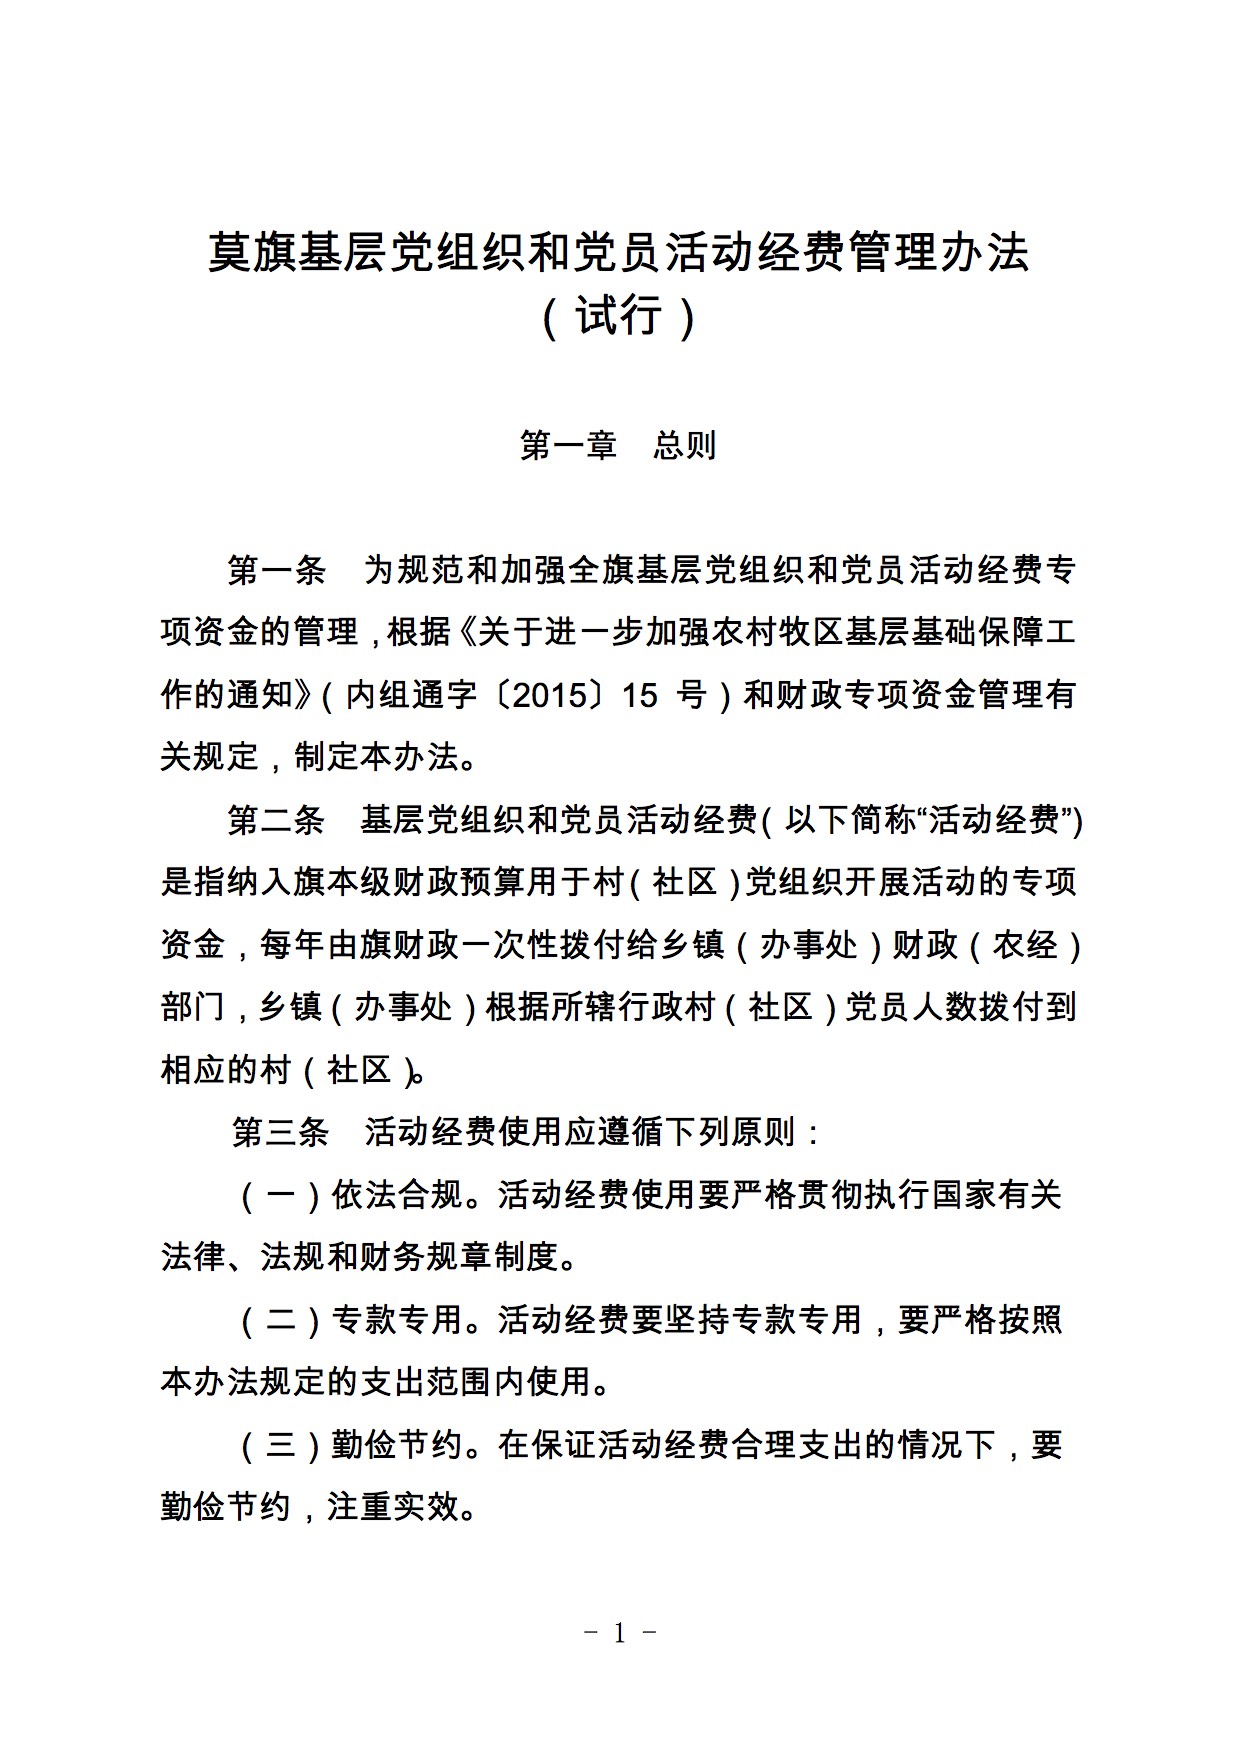 莫旗基层党组织和党员活动经费管理办法
（试行）
第一章　总则
第一条　为规范和加强全旗基层党组织和党员活动经费专
项资金的管理，根据《关于进一步加强农村牧区基层基础保障工
作的通知》（内组通字〔2015〕15 号）和财政专项资金管理有
关规定，制定本办法。
第二条　基层党组织和党员活动经费（以下简称“活动经费”）
是指纳入旗本级财政预算用于村（社区）党组织开展活动的专项
资金，每年由旗财政一次性拨付给乡镇（办事处）财政（农经）
部门，乡镇（办事处）根据所辖行政村（社区）党员人数拨付到
相应的村（社区）。
第三条　活动经费使用应遵循下列原则：
（一）依法合规。活动经费使用要严格贯彻执行国家有关
法律、法规和财务规章制度。
（二）专款专用。活动经费要坚持专款专用，要严格按照
本办法规定的支出范围内使用。
（三）勤俭节约。在保证活动经费合理支出的情况下，要
勤俭节约，注重实效。
- 1 -